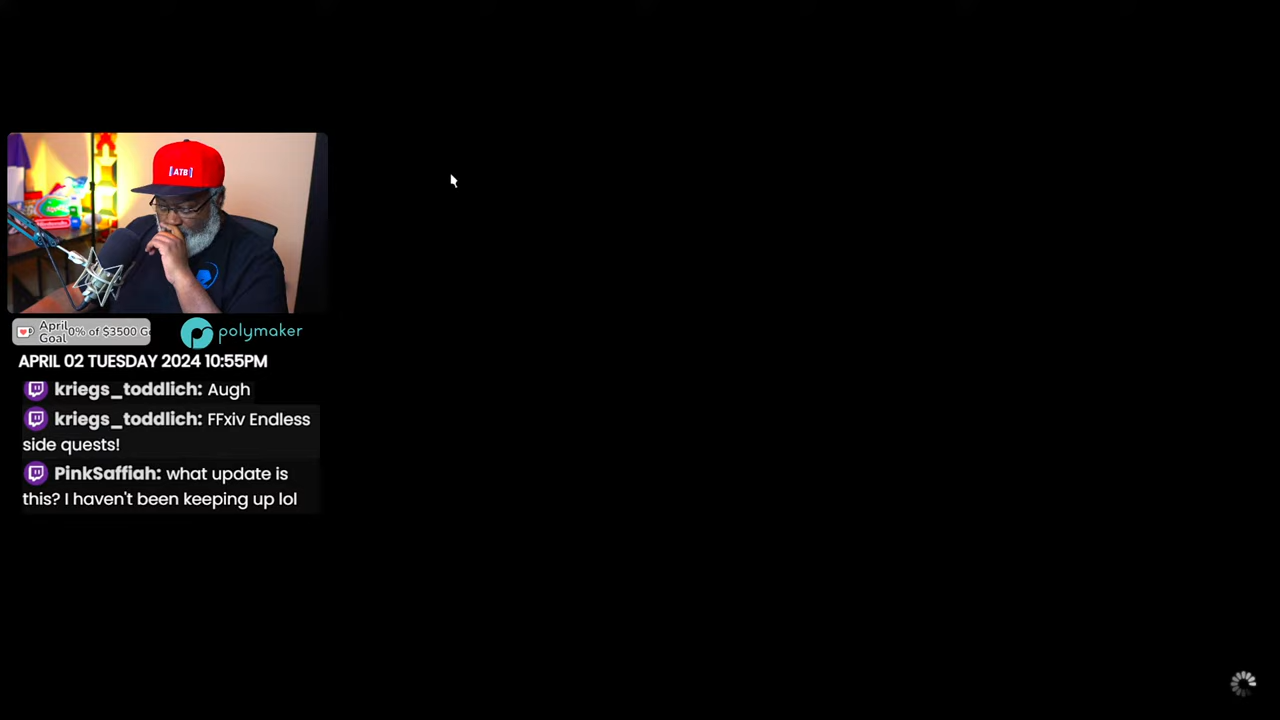 [ATB]
April
Goal
0% of $3500 G
polymaker
APRIL 02 TUESDAY 2024 10:55PM
kriegs_toddlich: Augh
kriegs_toddlich: FFxiv Endless
side quests!
PinkSaffiah: what update is
this? I haven't been keeping up lol